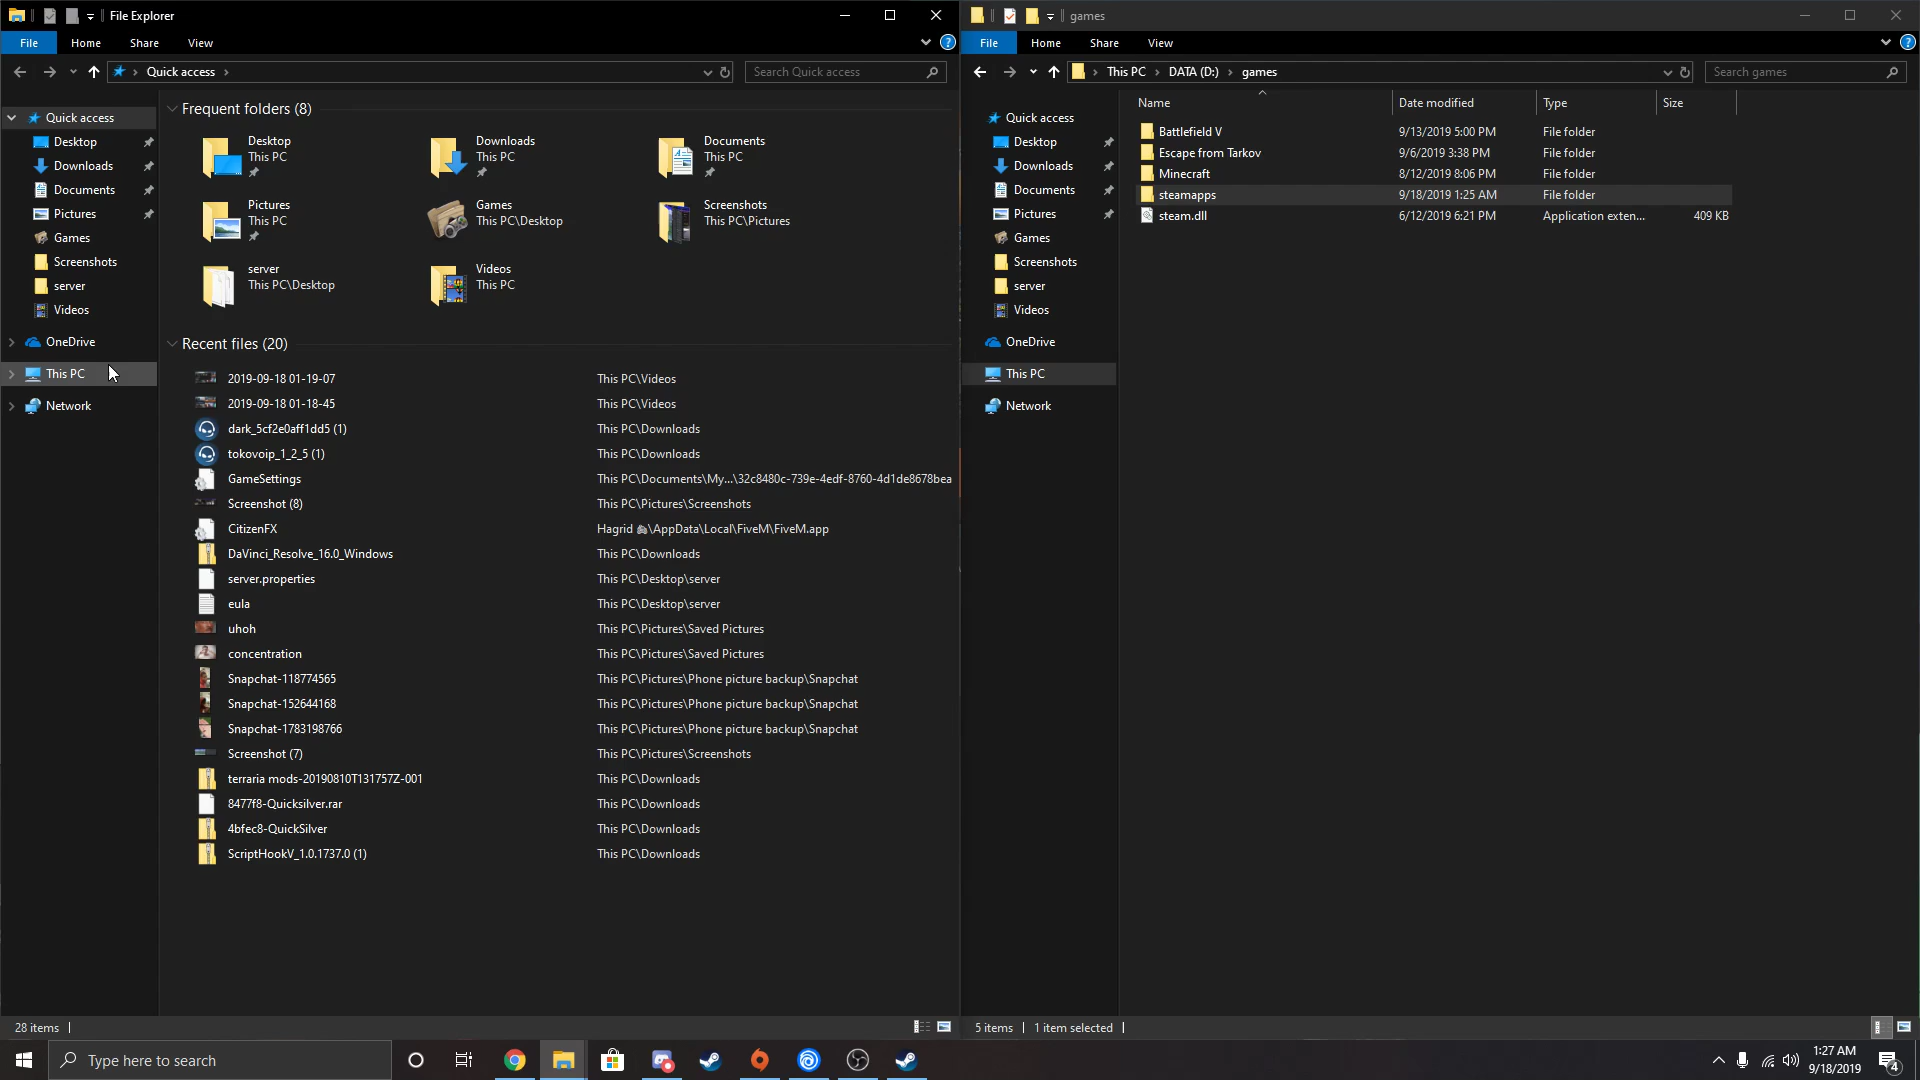 File Explorer
File
Home
Share
View
Quick access
Search Quick access
Quick access
Desktop
Downloads
Documents
Pictures
Games
Screenshots
server
Videos
OneDrive
This PC
Network
Frequent folders (8)
Desktop
This PC
Downloads
This PC
Documents
This PC
Pictures
This PC
Games
This PC\Desktop
Screenshots
This PC\Pictures
server
This PC\Desktop
Videos
This PC
Recent files (20)
2019-09-18 01-19-07 This PC\Videos
2019-09-18 01-18-45 This PC\Videos
dark_5cf2e0aff1dd5 (1) This PC\Downloads
tokovoip_1_2_5 (1) This PC\Downloads
GameSettings This PC\Documents\My...\32c8480c-739e-4edf-8760-4d1de8678bea
Screenshot (8) This PC\Pictures\Screenshots
CitizenFX Hagrid \AppData\Local\FiveM\FiveM.app
DaVinci_Resolve_16.0_Windows This PC\Downloads
server.properties This PC\Desktop\server
eula This PC\Desktop\server
uhoh This PC\Pictures\Saved Pictures
concentration This PC\Pictures\Saved Pictures
Snapchat-118774565 This PC\Pictures\Phone picture backup\Snapchat
Snapchat-152644168 This PC\Pictures\Phone picture backup\Snapchat
Snapchat-1783198766 This PC\Pictures\Phone picture backup\Snapchat
Screenshot (7) This PC\Pictures\Screenshots
terraria mods-20190810T131757Z-001 This PC\Downloads
8477f8-Quicksilver.rar This PC\Downloads
4bfec8-QuickSilver This PC\Downloads
ScriptHookV_1.0.1737.0 (1) This PC\Downloads
28 items
games
File
Home
Share
View
This PC
DATA (D:)
games
Search games
Quick access
Desktop
Downloads
Documents
Pictures
Games
Screenshots
server
Videos
OneDrive
This PC
Network
Name Date modified Type Size
Battlefield V 9/13/2019 5:00 PM File folder
Escape from Tarkov 9/6/2019 3:38 PM File folder
Minecraft 8/12/2019 8:06 PM File folder
steamapps 9/18/2019 1:25 AM File folder
steam.dll 6/12/2019 6:21 PM Application exten... 409 KB
5 items
1 item selected
Type here to search
1:27 AM
9/18/2019
4